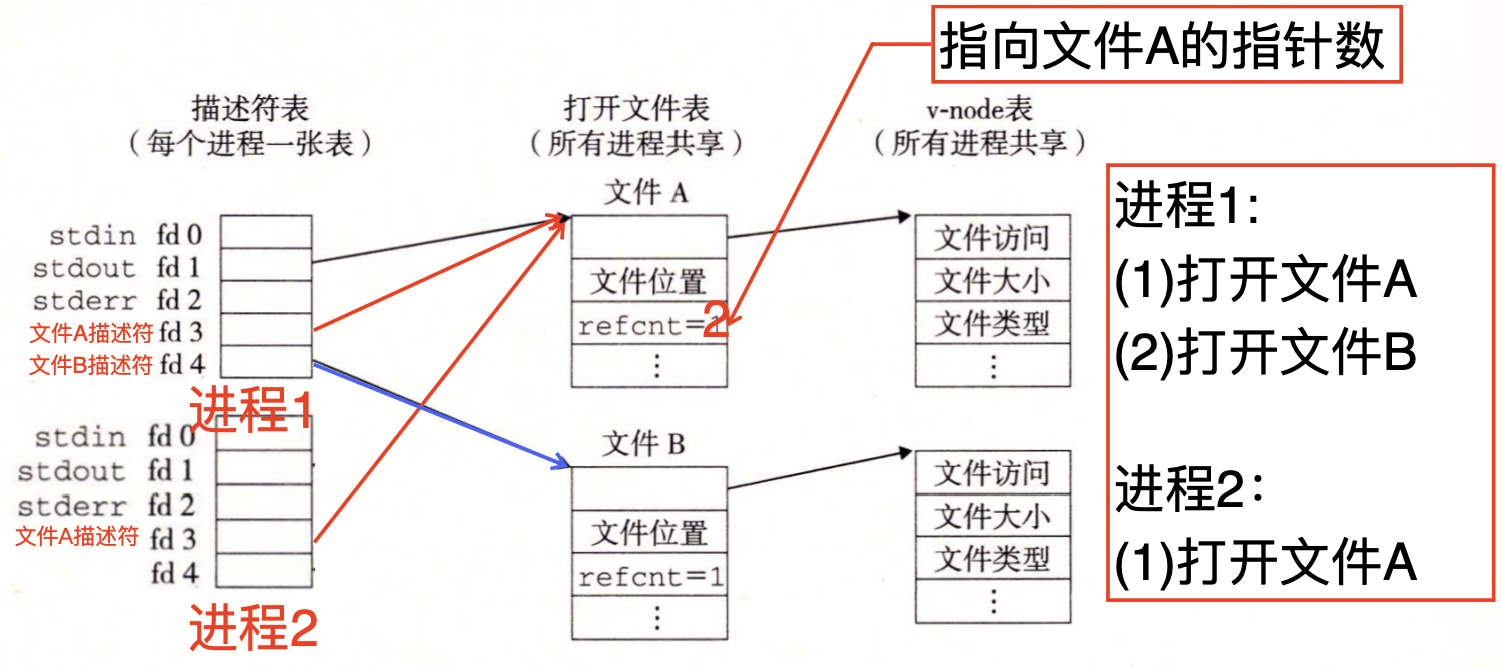 指向文件A的指针数
描述符表
（每个进程一张表）
打开文件表
（所有进程共享）
v-node表
（所有进程共享）
文件 A
stdin fd 0
stdout fd 1
stderr fd 2
文件A描述符 fd 3
文件B描述符 fd 4
进程1
文件位置
refcnt=1
2
⋮
文件访问
文件大小
文件类型
⋮
stdin fd 0
stdout fd 1
stderr fd 2
文件A描述符 fd 3
fd 4
进程2
文件 B
文件位置
refcnt=1
⋮
文件访问
文件大小
文件类型
⋮
进程1:
(1)打开文件A
(2)打开文件B
进程2：
(1)打开文件A